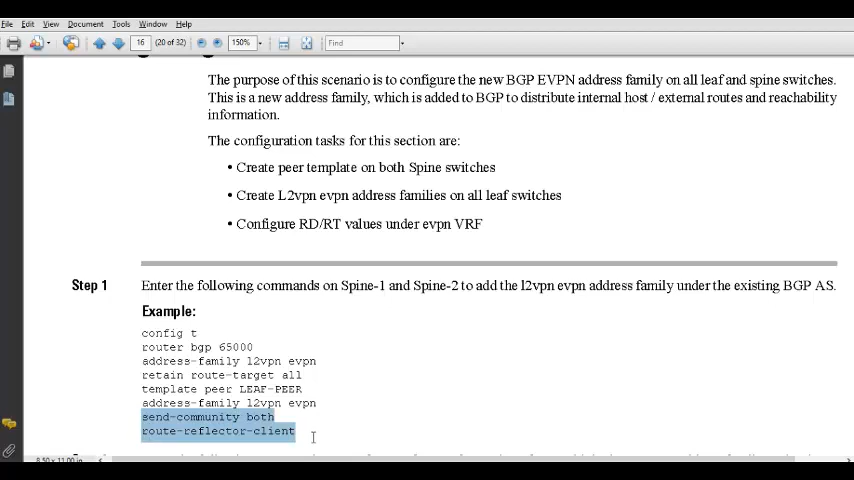 File Edit View Document Tools Window Help
16 (20 of 32) 150% Find
The purpose of this scenario is to configure the new BGP EVPN address family on all leaf and spine switches.
This is a new address family, which is added to BGP to distribute internal host / external routes and reachability
information.
The configuration tasks for this section are:
• Create peer template on both Spine switches
• Create L2vpn evpn address families on all leaf switches
• Configure RD/RT values under evpn VRF
Step 1 Enter the following commands on Spine-1 and Spine-2 to add the l2vpn evpn address family under the existing BGP AS.
Example:
config t
router bgp 65000
address-family l2vpn evpn
retain route-target all
template peer LEAF-PEER
address-family l2vpn evpn
send-community both
route-reflector-client
8.50 x 11.00 in